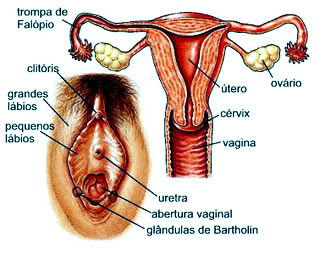 trompa de
Falópio
clitóris
grandes
lábios
pequenos
lábios
ovário
útero
cérvix
vagina
uretra
abertura vaginal
glândulas de Bartholin